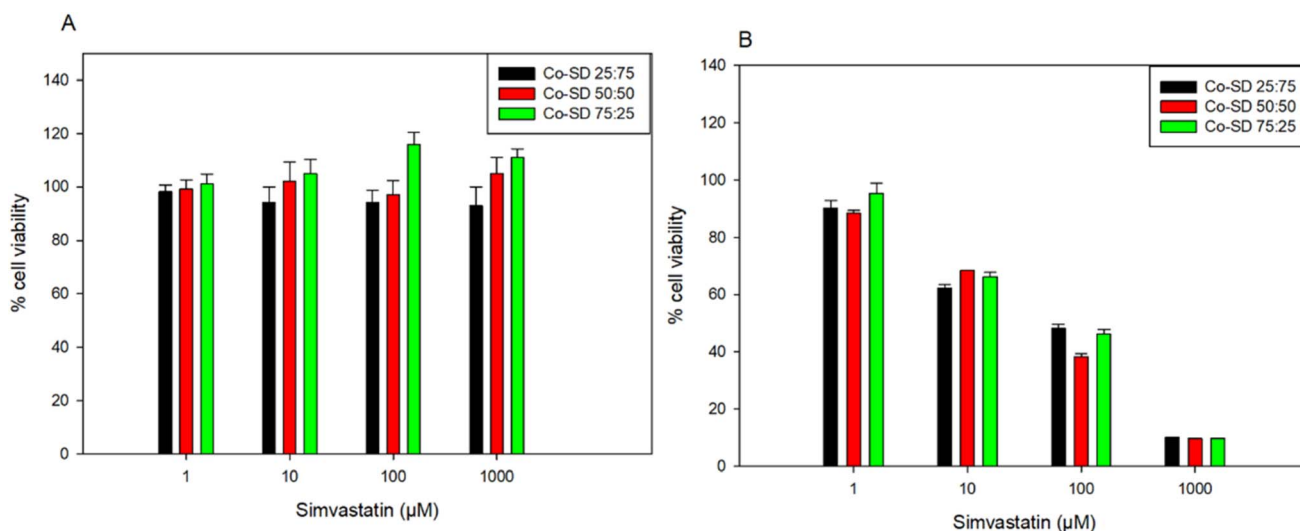 A
140
120
100
80
60
40
20
0
% cell viability
Co-SD 25:75
Co-SD 50:50
Co-SD 75:25
1 10 100 1000
Simvastatin (µM)
B
140
120
100
80
60
40
20
0
% cell viability
Co-SD 25:75
Co-SD 50:50
Co-SD 75:25
1 10 100 1000
Simvastatin (µM)